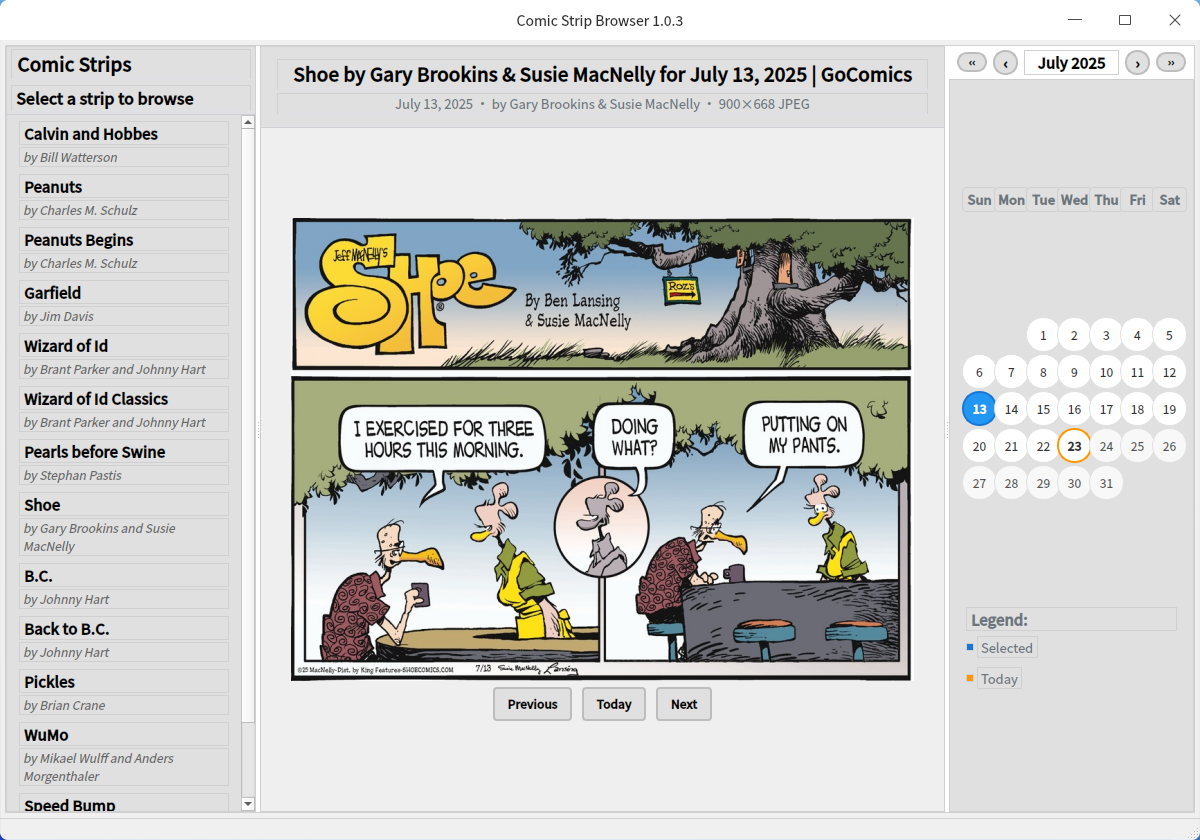 Comic Strip Browser 1.0.3
Comic Strips
Select a strip to browse
Calvin and Hobbes
by Bill Watterson
Peanuts
by Charles M. Schulz
Peanuts Begins
by Charles M. Schulz
Garfield
by Jim Davis
Wizard of Id
by Brant Parker and Johnny Hart
Wizard of Id Classics
by Brant Parker and Johnny Hart
Pearls before Swine
by Stephan Pastis
Shoe
by Gary Brookins and Susie
MacNelly
B.C.
by Johnny Hart
Back to B.C.
by Johnny Hart
Pickles
by Brian Crane
WuMo
by Mikael Wulff and Anders
Morgenthaler
Speed Bump
Shoe by Gary Brookins & Susie MacNelly for July 13, 2025 | GoComics
July 13, 2025 • by Gary Brookins & Susie MacNelly • 900×668 JPEG
Jeff MacNelly's
Shoe
®
By Ben Lansing
& Susie MacNelly
Roz's
I EXERCISED FOR THREE
HOURS THIS MORNING.
DOING
WHAT?
PUTTING ON
MY PANTS.
©25 MacNelly-Dist. by King Features-SHOECOMICS.COM
7/13
Susie MacNelly
Lansing
Previous Today Next
« ‹ July 2025 › »
Sun Mon Tue Wed Thu Fri Sat
1 2 3 4 5
6 7 8 9 10 11 12
13 14 15 16 17 18 19
20 21 22 23 24 25 26
27 28 29 30 31
Legend:
Selected
Today